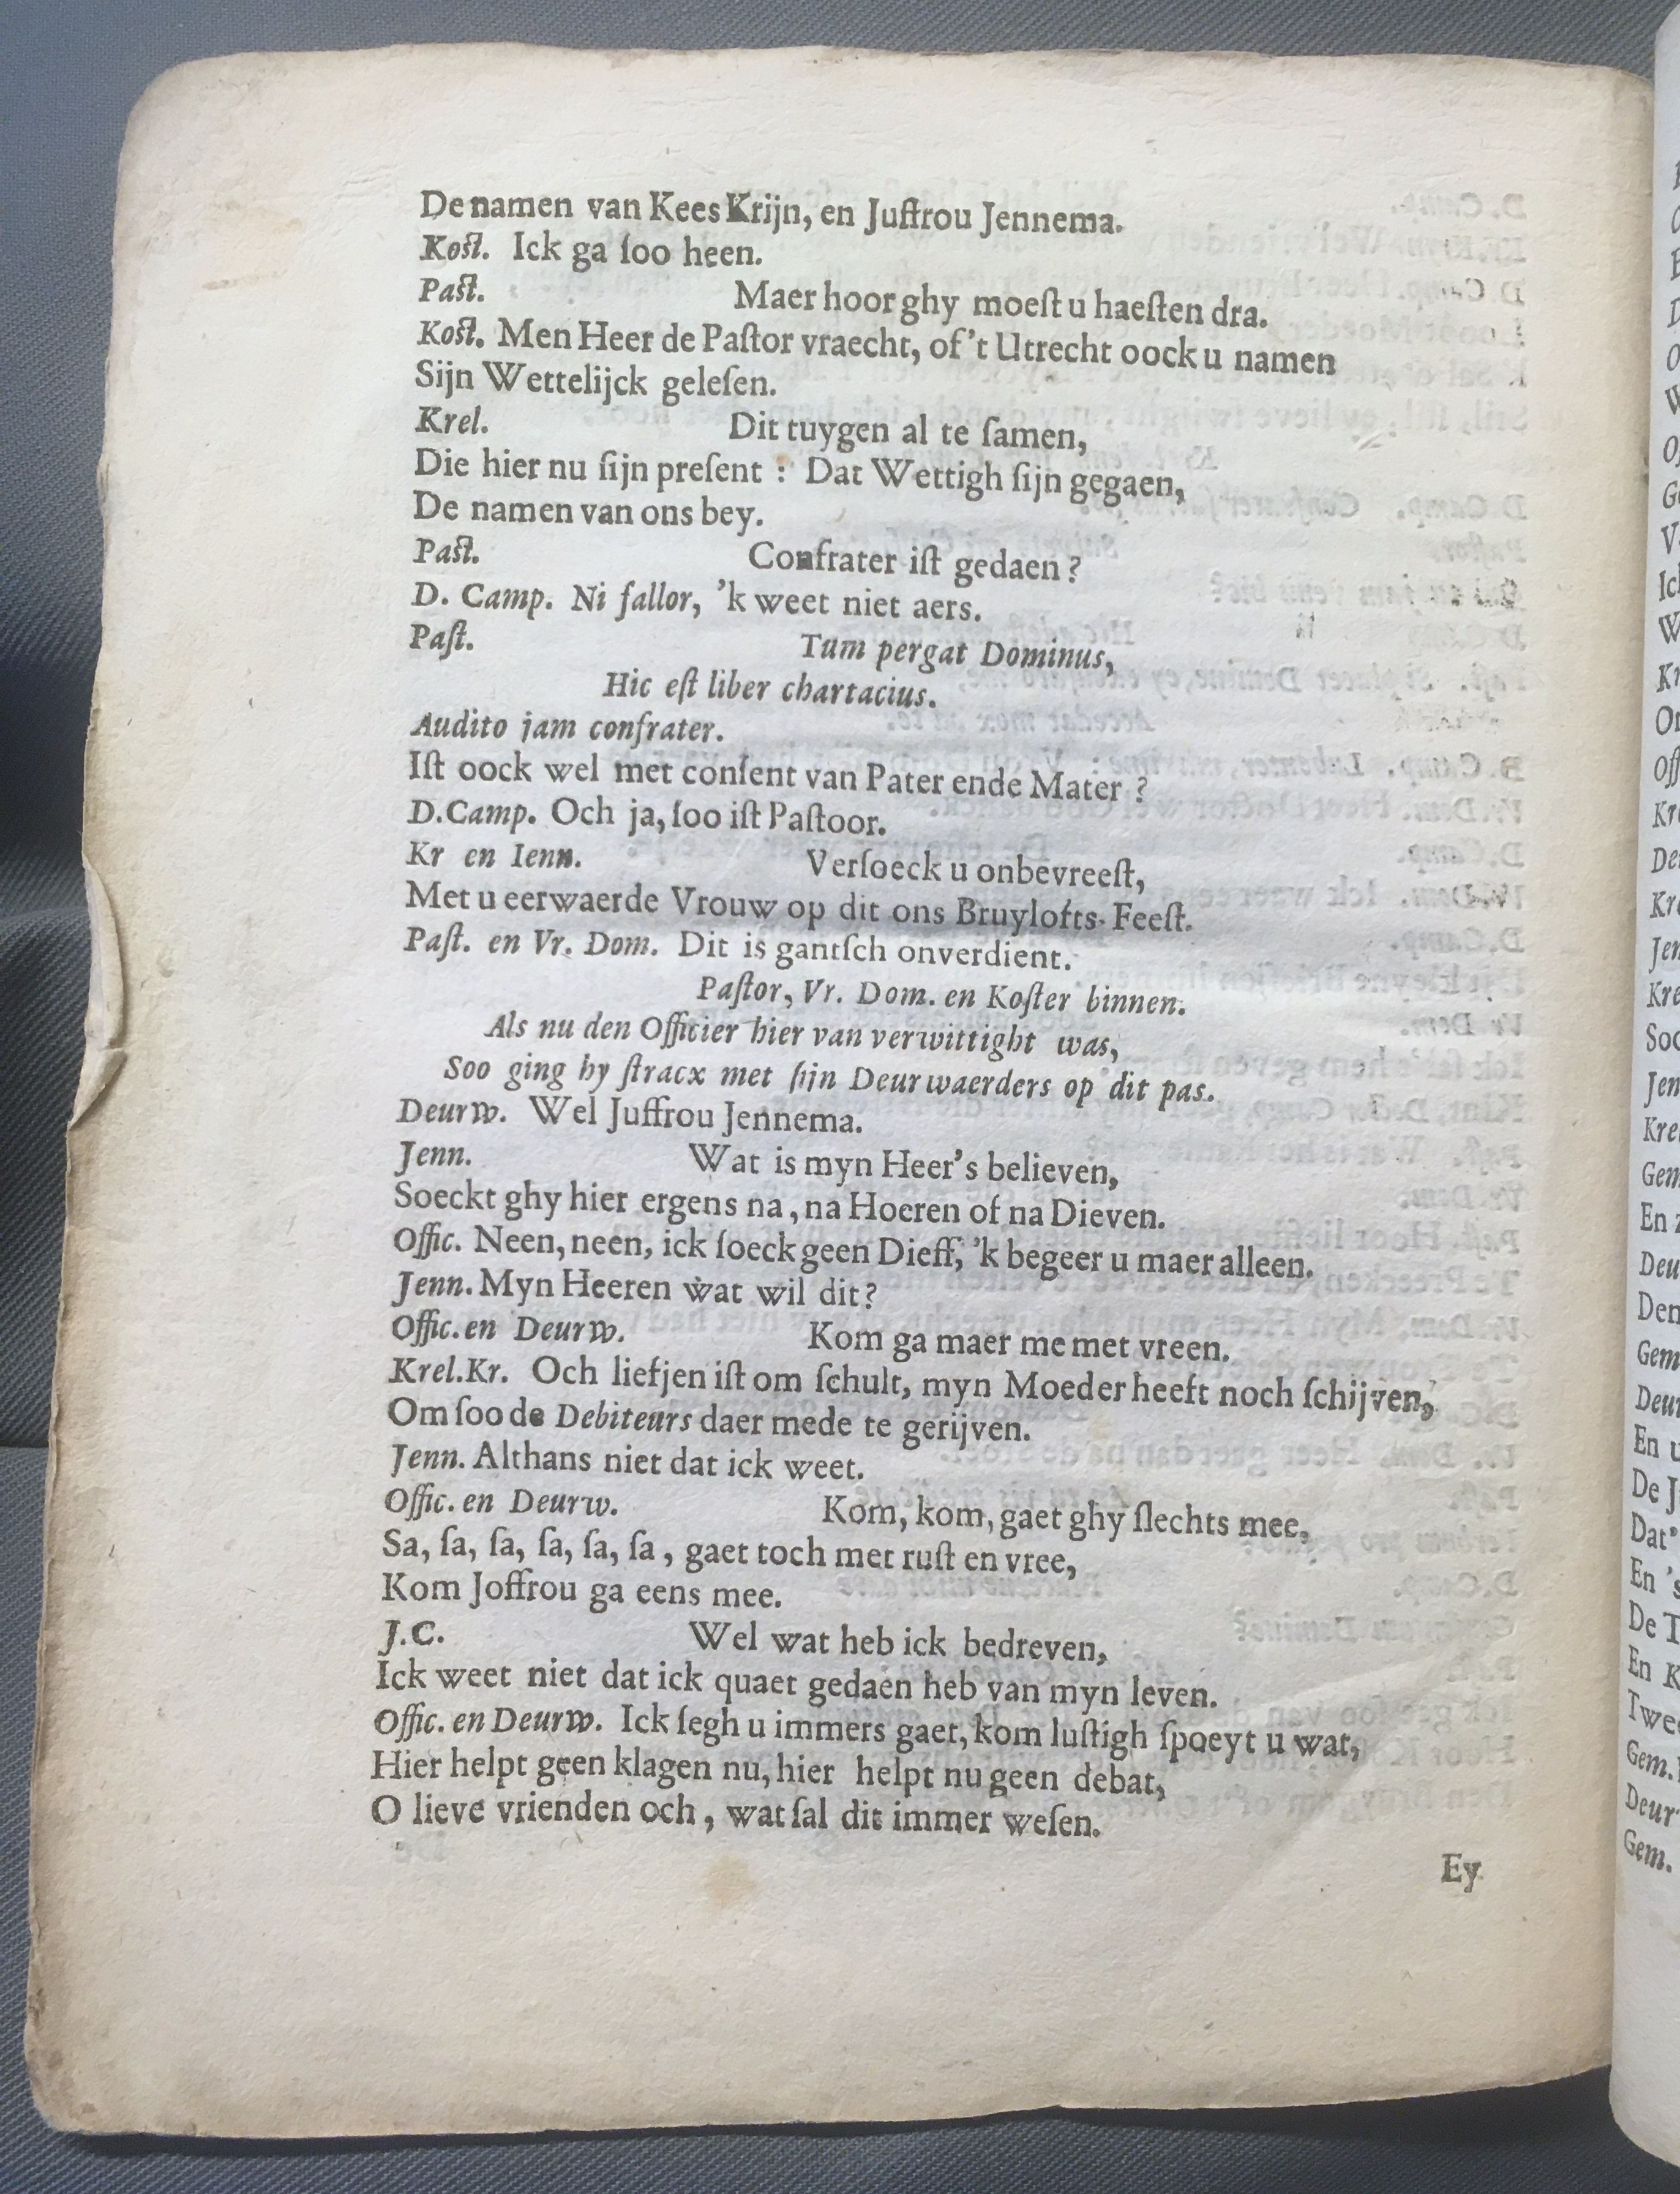 De namen van Kees Krijn, en Juffrou Jennema.
Koſt. Ick ga ſoo heen.
Paſt. Maer hoor ghy moeſt u haeſten dra.
Koſt. Men Heer de Paſtor vraecht, of 't Utrecht oock u namen
Sijn Wettelijck geleſen.
Krel. Dit tuygen al te ſamen,
Die hier nu ſijn preſent : Dat Wettigh ſijn gegaen,
De namen van ons bey.
Paſt. Confrater iſt gedaen ?
D. Camp. Ni fallor, 'k weet niet aers.
Paſt. Tum pergat Dominus,
Hic eſt liber chartacius.
Audito jam confrater.
Iſt oock wel met conſent van Pater ende Mater ?
D.Camp. Och ja, ſoo iſt Paſtoor.
Kr en Ienn. Verſoeck u onbevreeſt,
Met u eerwaerde Vrouw op dit ons Bruylofts-Feeſt.
Paſt. en Vr. Dom. Dit is gantſch onverdient.
Paſtor, Vr. Dom. en Koſter binnen.
Als nu den Officier hier van verwittight was,
Soo ging hy ſtracx met ſijn Deurwaerders op dit pas.
Deurw. Wel Juffrou Jennema.
Jenn. Wat is myn Heer's believen,
Soeckt ghy hier ergens na, na Hoeren of na Dieven.
Offic. Neen, neen, ick ſoeck geen Dieff, 'k begeer u maer alleen.
Jenn. Myn Heeren wat wil dit?
Offic. en Deurw. Kom ga maer me met vreen.
Krel.Kr. Och liefjen iſt om ſchult, myn Moeder heeft noch ſchijven,
Om ſoo de Debiteurs daer mede te gerijven.
Jenn. Althans niet dat ick weet.
Offic. en Deurw. Kom, kom, gaet ghy ſlechts mee,
Sa, ſa, ſa, ſa, ſa, ſa, gaet toch met ruſt en vree,
Kom Joffrou ga eens mee.
J.C. Wel wat heb ick bedreven,
Ick weet niet dat ick quaet gedaen heb van myn leven.
Offic. en Deurw. Ick ſegh u immers gaet, kom luſtigh ſpoeyt u wat,
Hier helpt geen klagen nu, hier helpt nu geen debat,
O lieve vrienden och, wat ſal dit immer weſen.
Ey